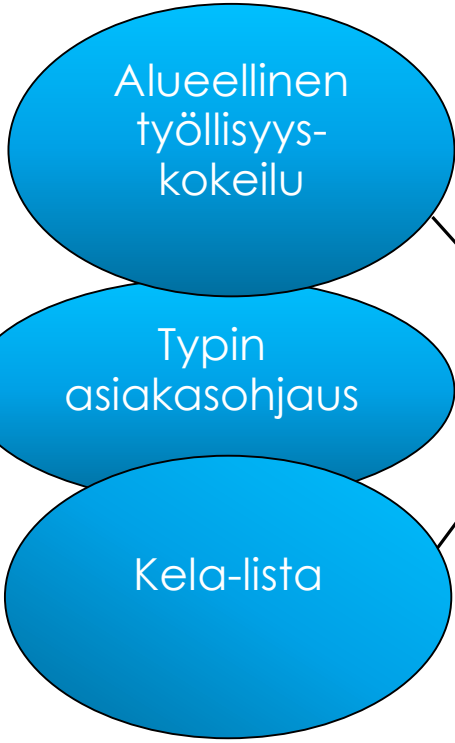 Alueellinen
työllisyys-
kokeilu
Typin
asiakasohjaus
Kela-lista